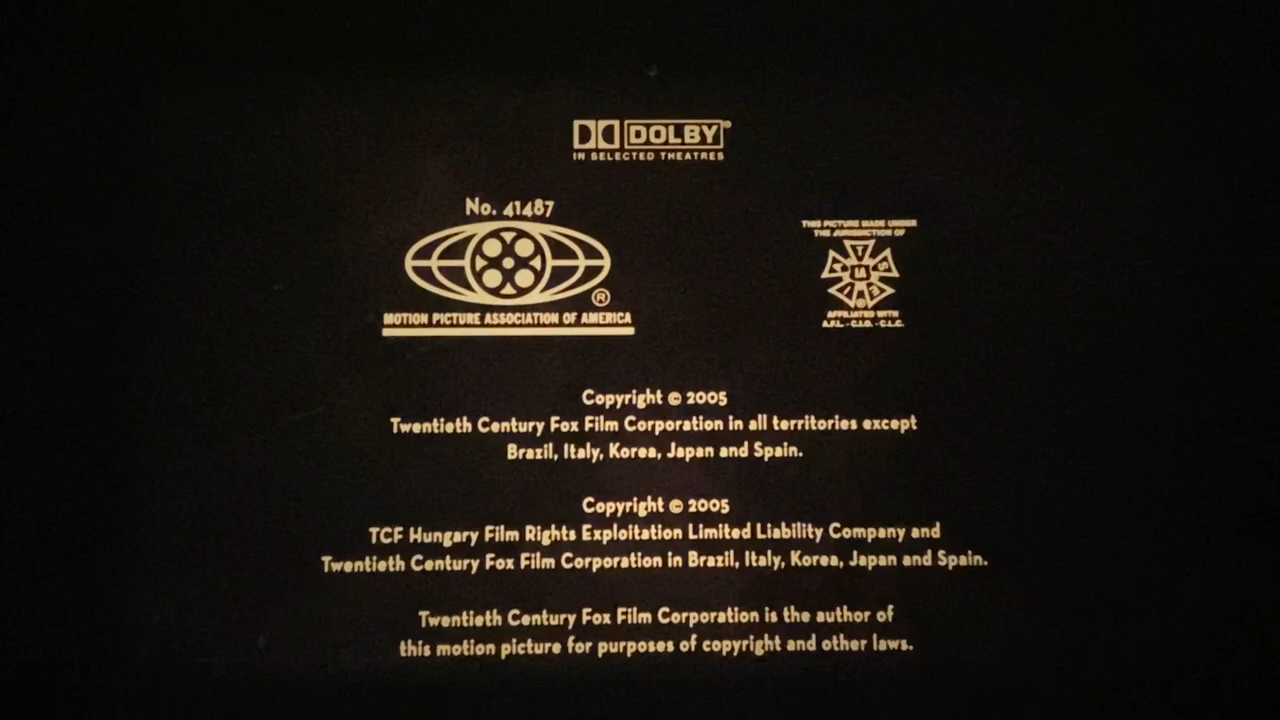 DOLBY
IN SELECTED THEATRES
No. 41487
MOTION PICTURE ASSOCIATION OF AMERICA
THIS PICTURE MADE UNDER
THE JURISDICTION OF
I A T S E
IA
AFFILIATED WITH
A.F.L. - C.I.O. - C.L.C.
Copyright © 2005
Twentieth Century Fox Film Corporation in all territories except
Brazil, Italy, Korea, Japan and Spain.
Copyright © 2005
TCF Hungary Film Rights Exploitation Limited Liability Company and
Twentieth Century Fox Film Corporation in Brazil, Italy, Korea, Japan and Spain.
Twentieth Century Fox Film Corporation is the author of
this motion picture for purposes of copyright and other laws.